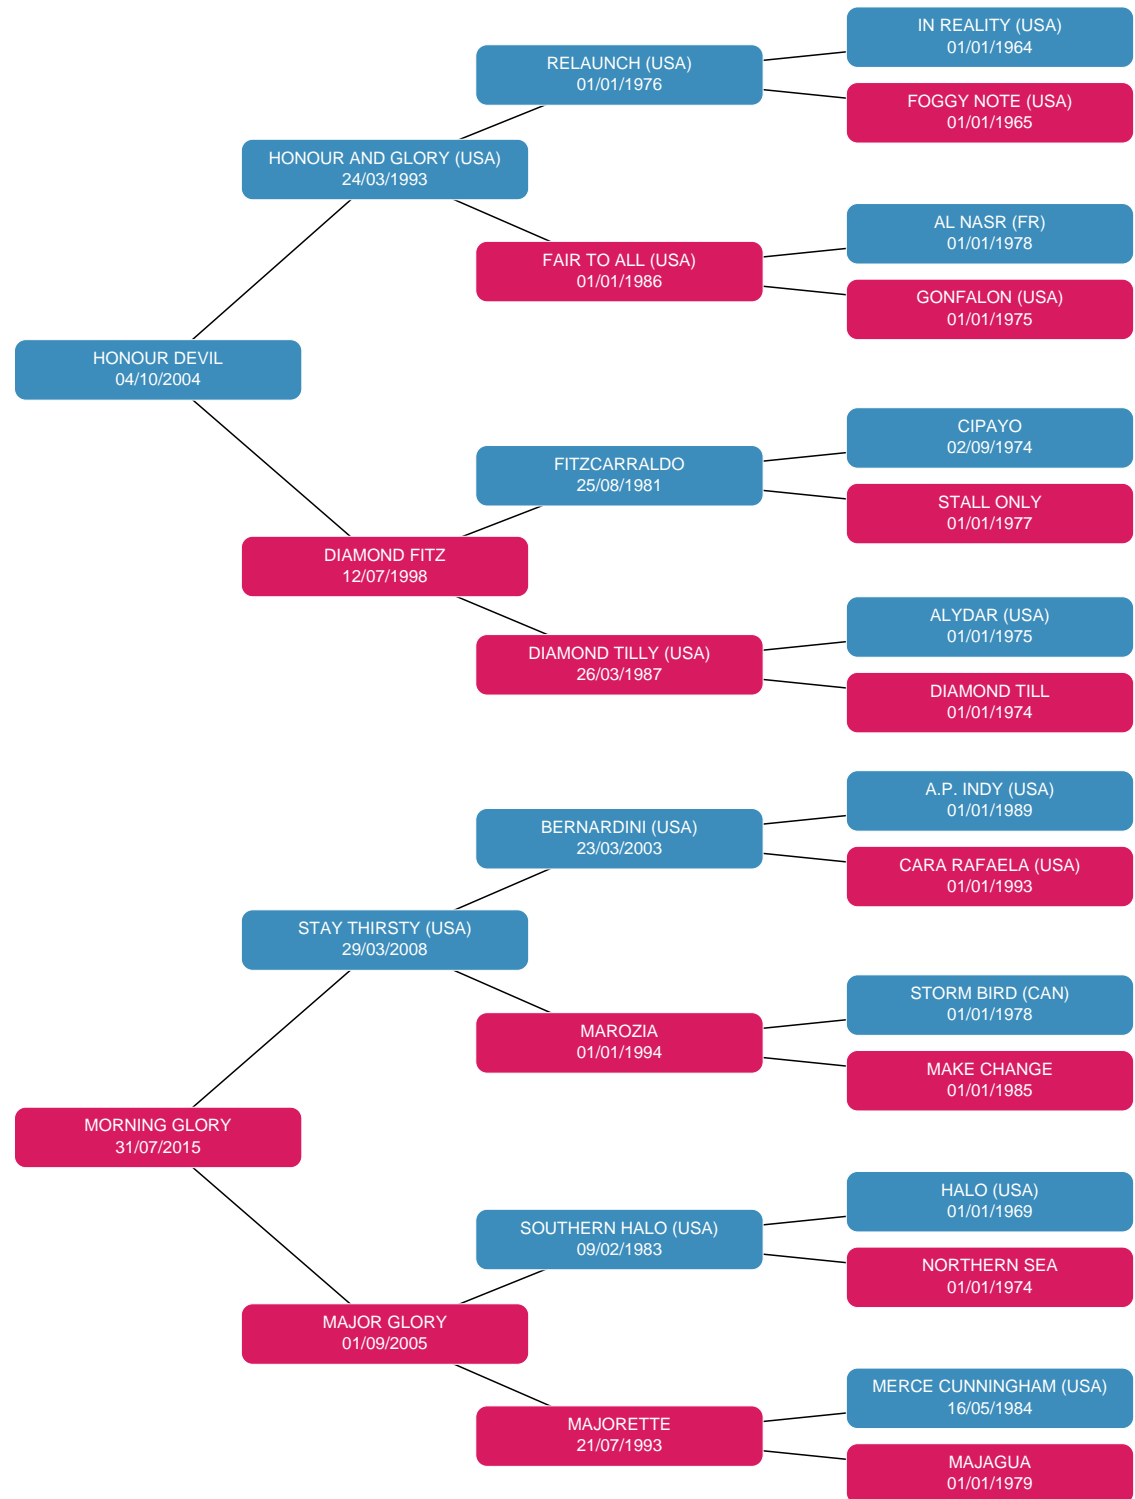 IN REALITY (USA)
01/01/1964
RELAUNCH (USA)
01/01/1976
FOGGY NOTE (USA)
01/01/1965
HONOUR AND GLORY (USA)
24/03/1993
AL NASR (FR)
01/01/1978
FAIR TO ALL (USA)
01/01/1986
GONFALON (USA)
01/01/1975
HONOUR DEVIL
04/10/2004
CIPAYO
02/09/1974
FITZCARRALDO
25/08/1981
STALL ONLY
01/01/1977
DIAMOND FITZ
12/07/1998
ALYDAR (USA)
01/01/1975
DIAMOND TILLY (USA)
26/03/1987
DIAMOND TILL
01/01/1974
A.P. INDY (USA)
01/01/1989
BERNARDINI (USA)
23/03/2003
CARA RAFAELA (USA)
01/01/1993
STAY THIRSTY (USA)
29/03/2008
STORM BIRD (CAN)
01/01/1978
MAROZIA
01/01/1994
MAKE CHANGE
01/01/1985
MORNING GLORY
31/07/2015
HALO (USA)
01/01/1969
SOUTHERN HALO (USA)
09/02/1983
NORTHERN SEA
01/01/1974
MAJOR GLORY
01/09/2005
MERCE CUNNINGHAM (USA)
16/05/1984
MAJORETTE
21/07/1993
MAJAGUA
01/01/1979